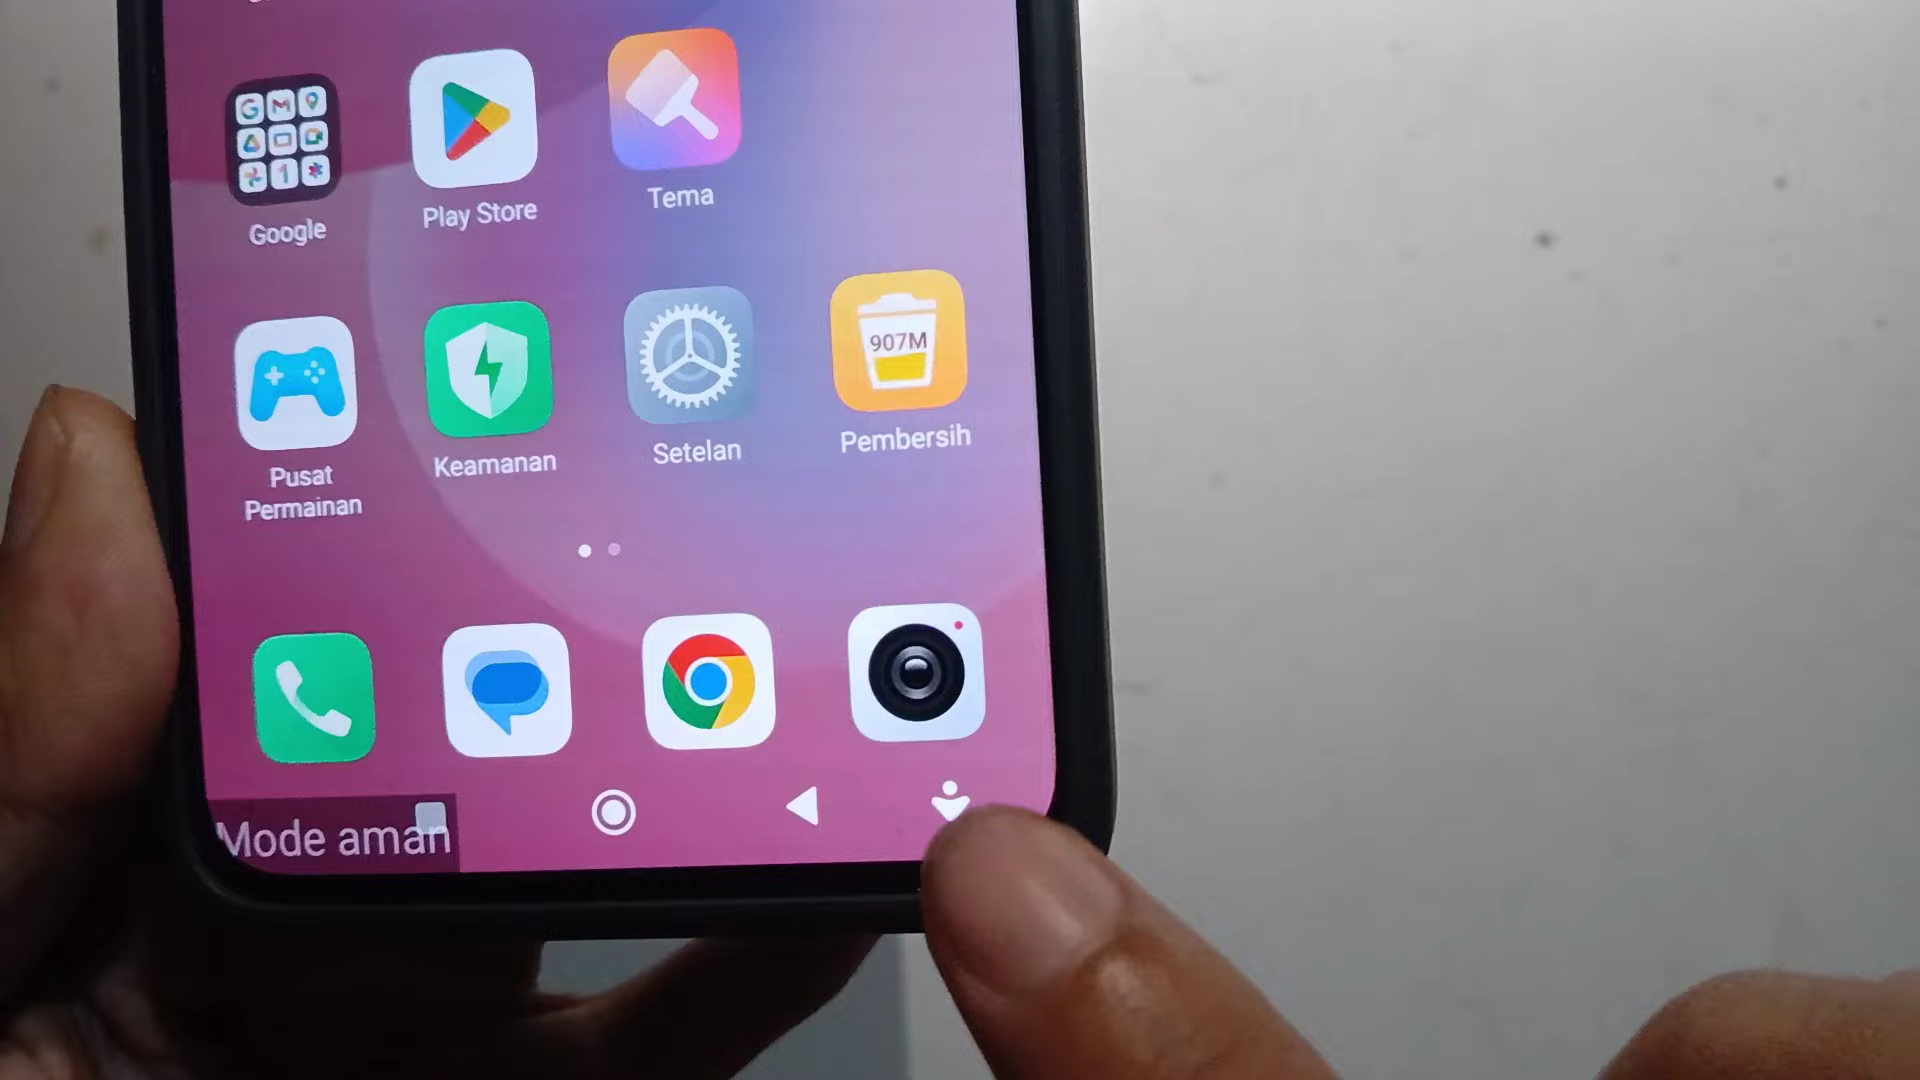 Google
Play Store
Tema
907M
Pusat
Permainan
Keamanan
Setelan
Pembersih
Mode aman